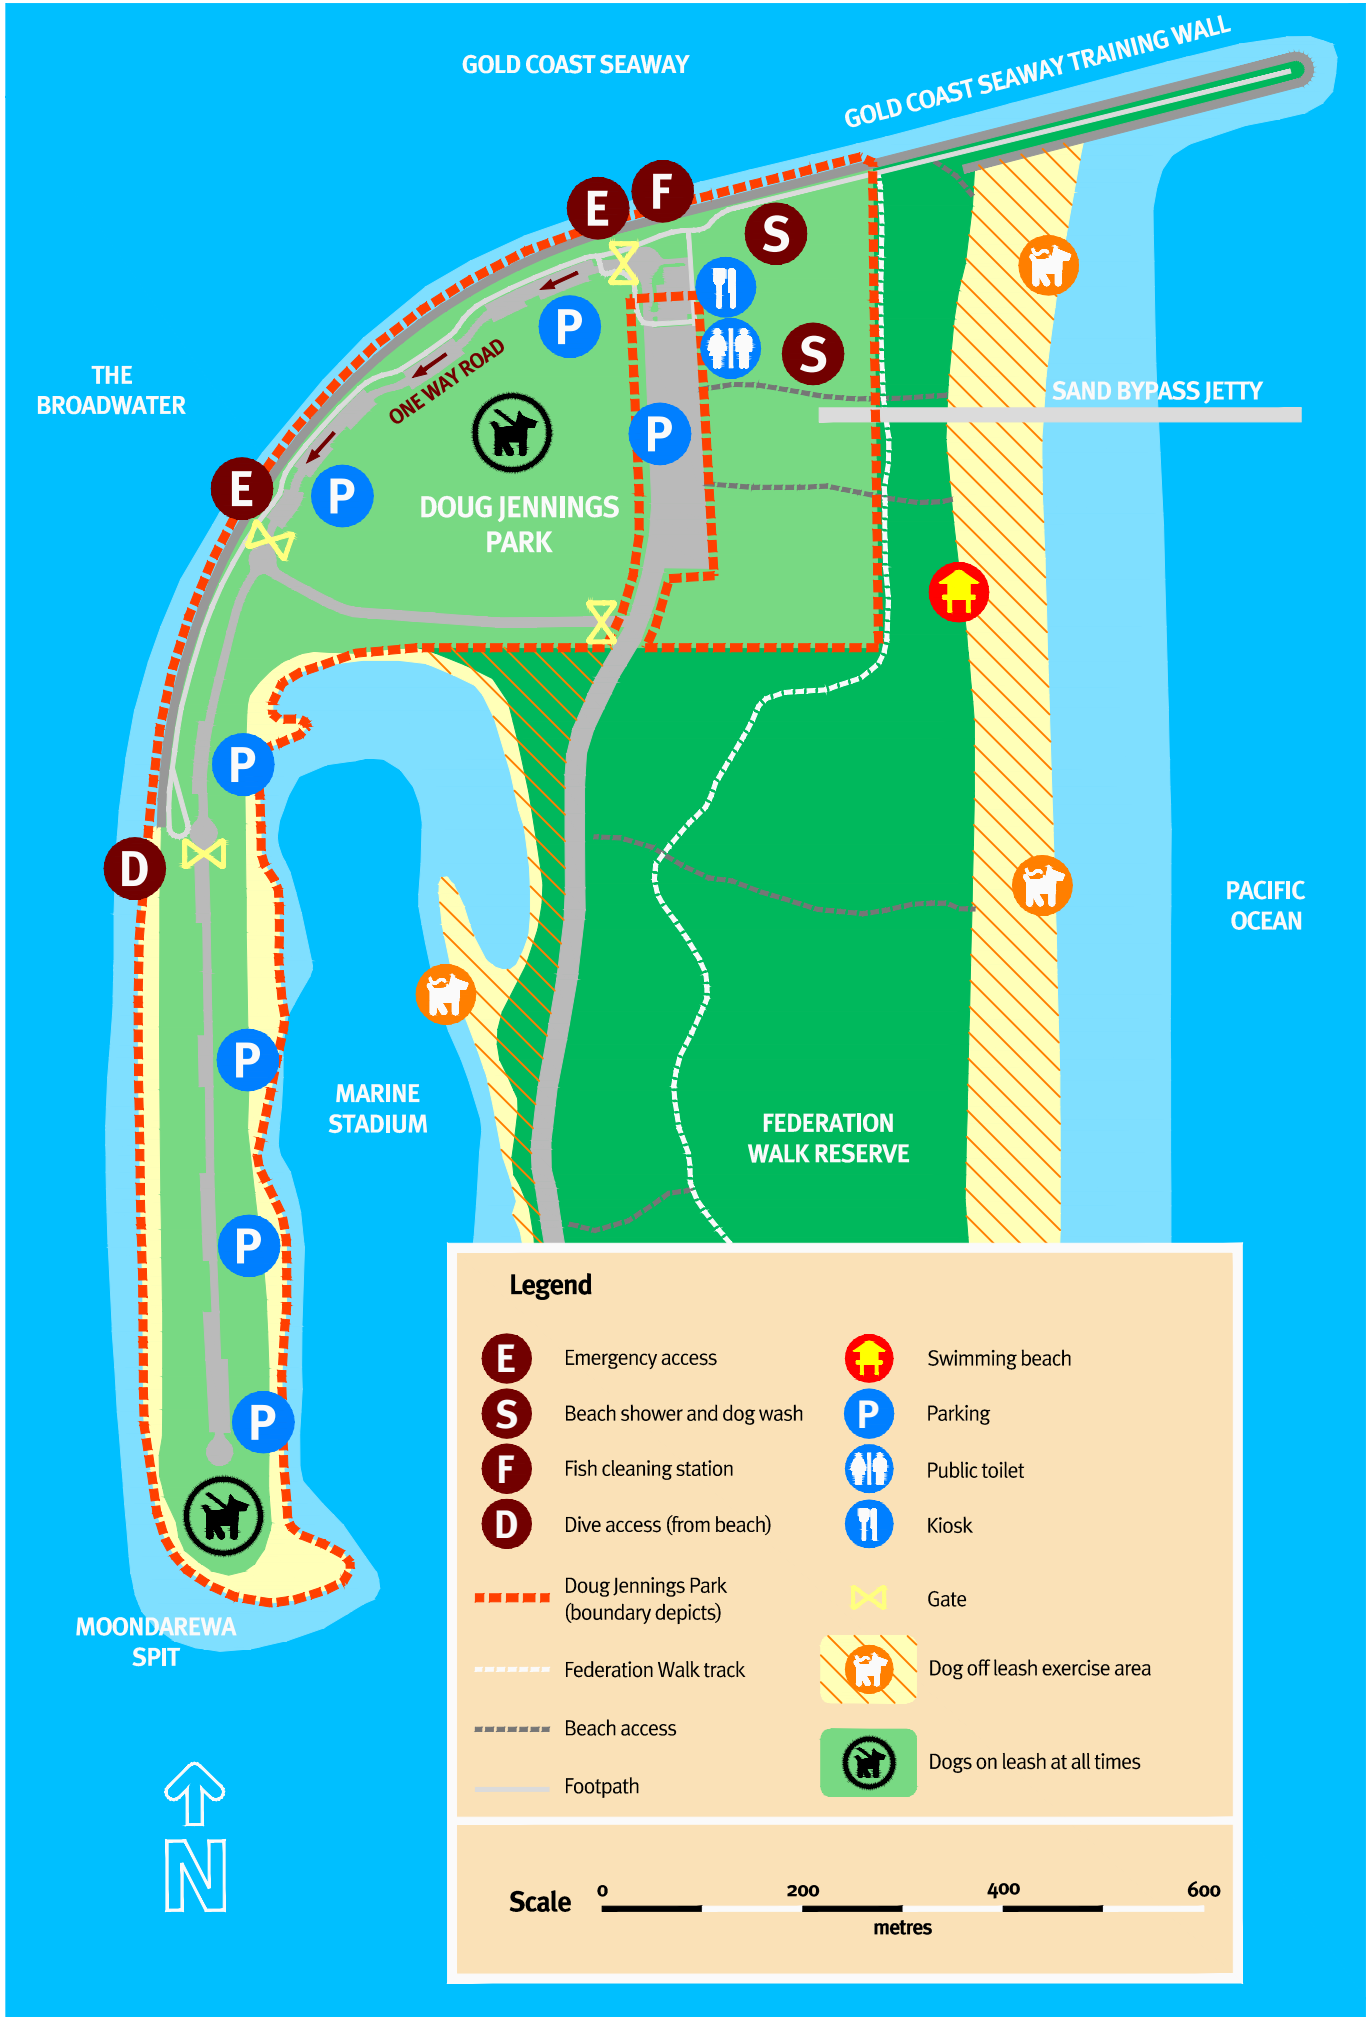 GOLD COAST SEAWAY
GOLD COAST SEAWAY TRAINING WALL
E
F
S
THE
BROADWATER
P
ONE WAY ROAD
S
SAND BYPASS JETTY
P
E
P
DOUG JENNINGS
PARK
P
D
PACIFIC
OCEAN
P
MARINE
STADIUM
FEDERATION
WALK RESERVE
P
P
MOONDAREWA
SPIT
N
Legend
E Emergency access
Swimming beach
S Beach shower and dog wash
P Parking
F Fish cleaning station
Public toilet
D Dive access (from beach)
Kiosk
Doug Jennings Park
(boundary depicts)
Gate
Federation Walk track
Dog off leash exercise area
Beach access
Dogs on leash at all times
Footpath
Scale
0 200 400 600
metres